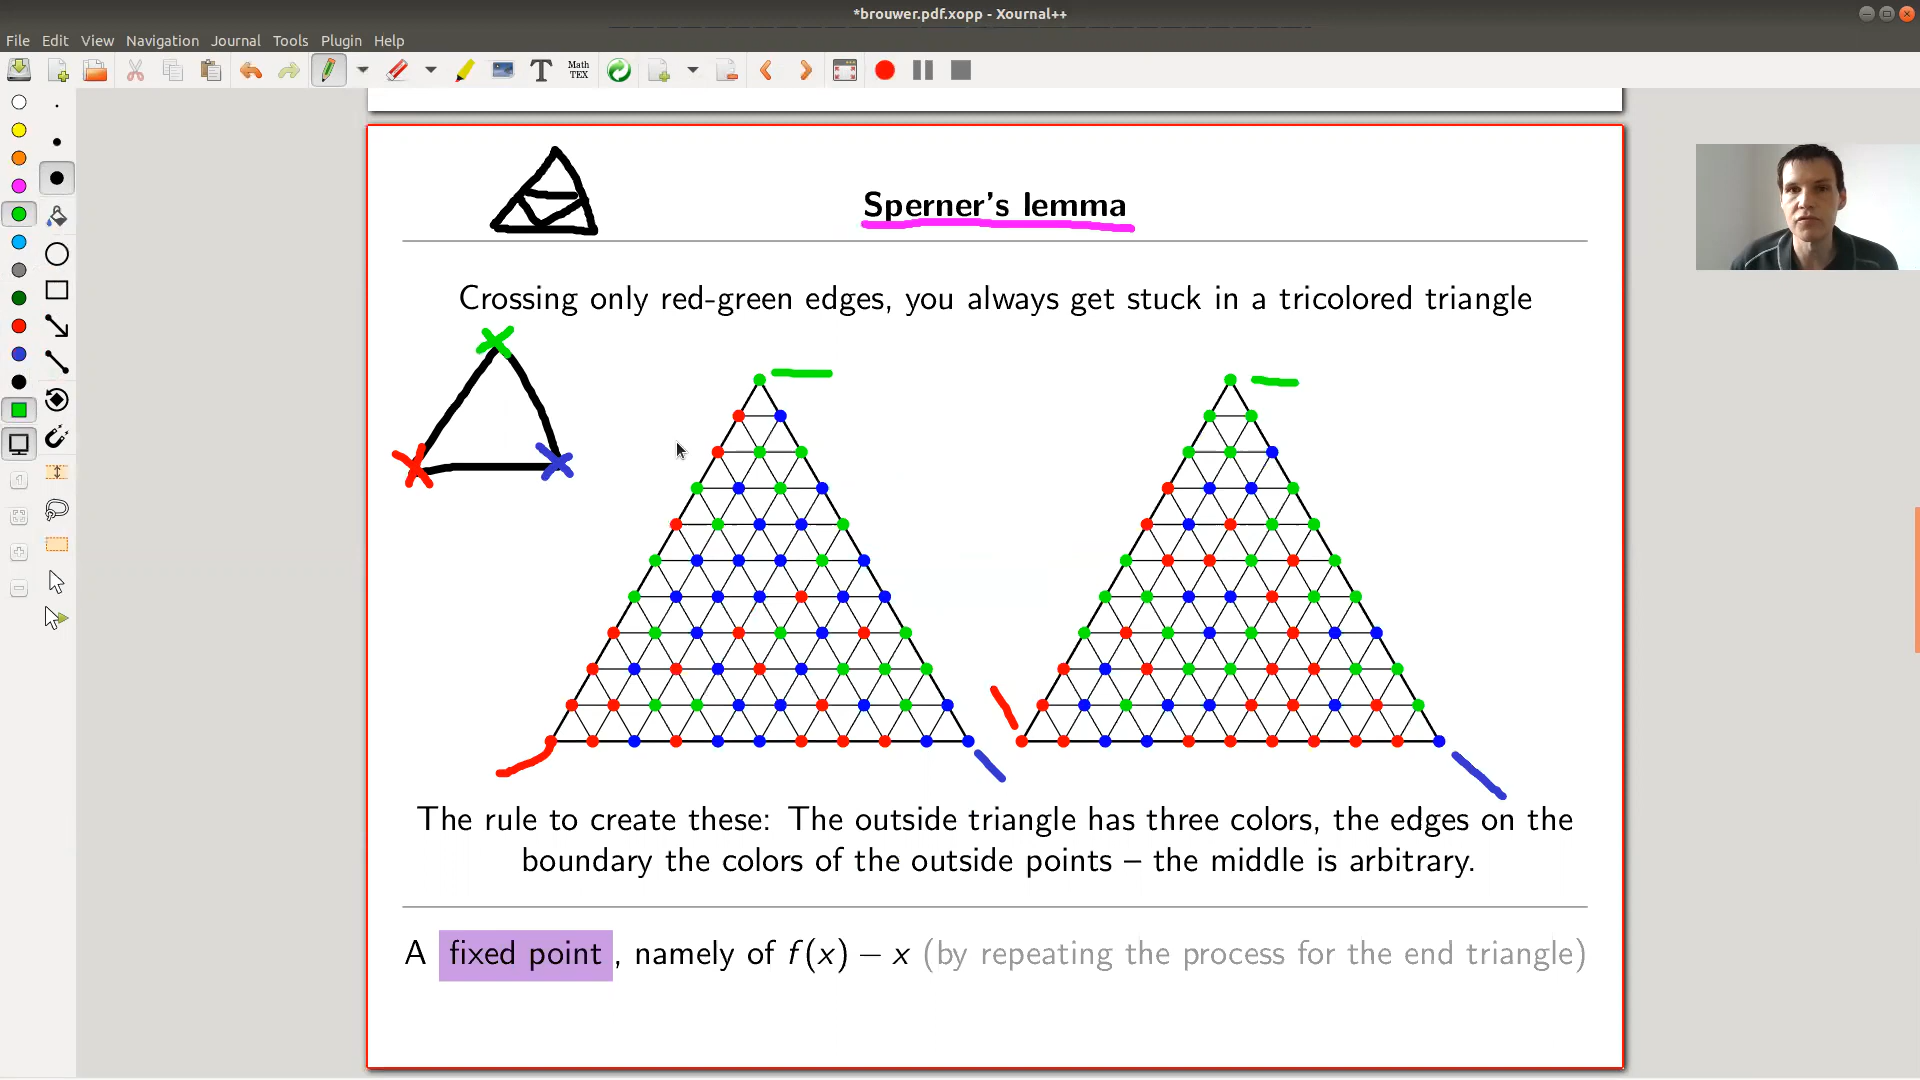 *brouwer.pdf.xopp - Xournal++
File Edit View Navigation Journal Tools Plugin Help
T Math TEX
Sperner's lemma
Crossing only red-green edges, you always get stuck in a tricolored triangle
The rule to create these: The outside triangle has three colors, the edges on the
boundary the colors of the outside points – the middle is arbitrary.
A fixed point, namely of f(x) − x (by repeating the process for the end triangle)